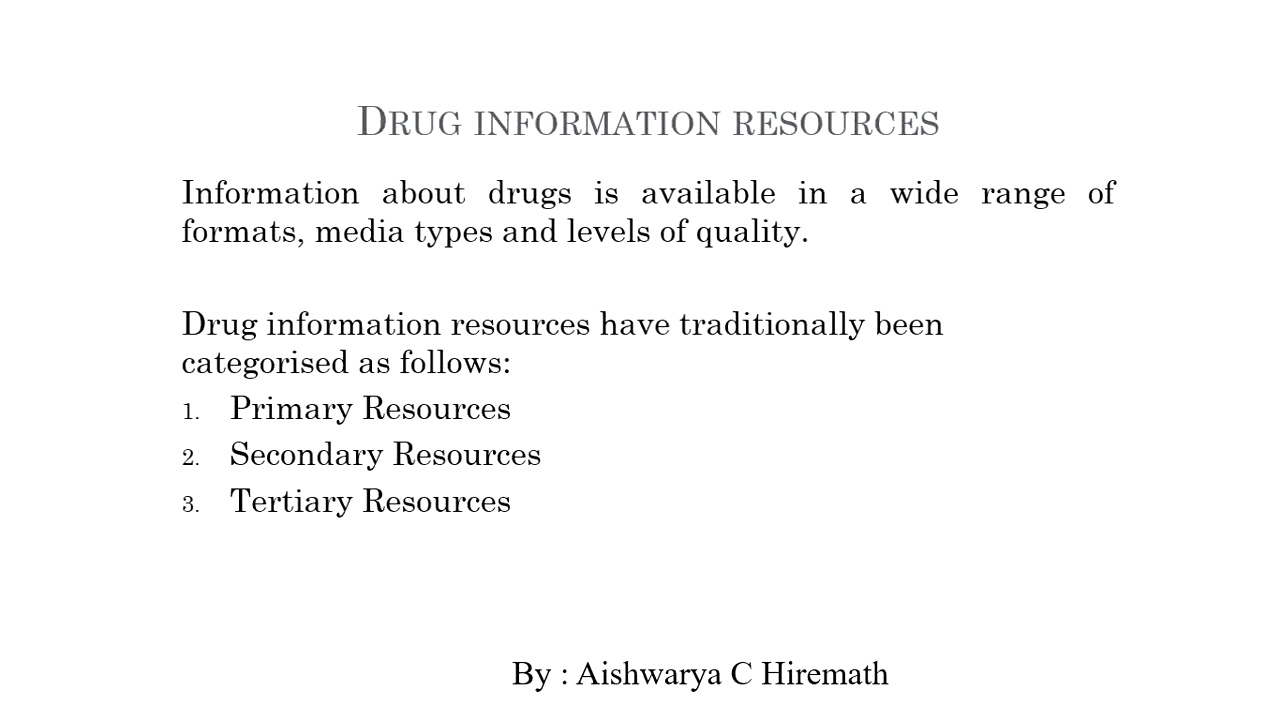 DRUG INFORMATION RESOURCES
Information about drugs is available in a wide range of
formats, media types and levels of quality.
Drug information resources have traditionally been
categorised as follows:
1. Primary Resources
2. Secondary Resources
3. Tertiary Resources
By : Aishwarya C Hiremath